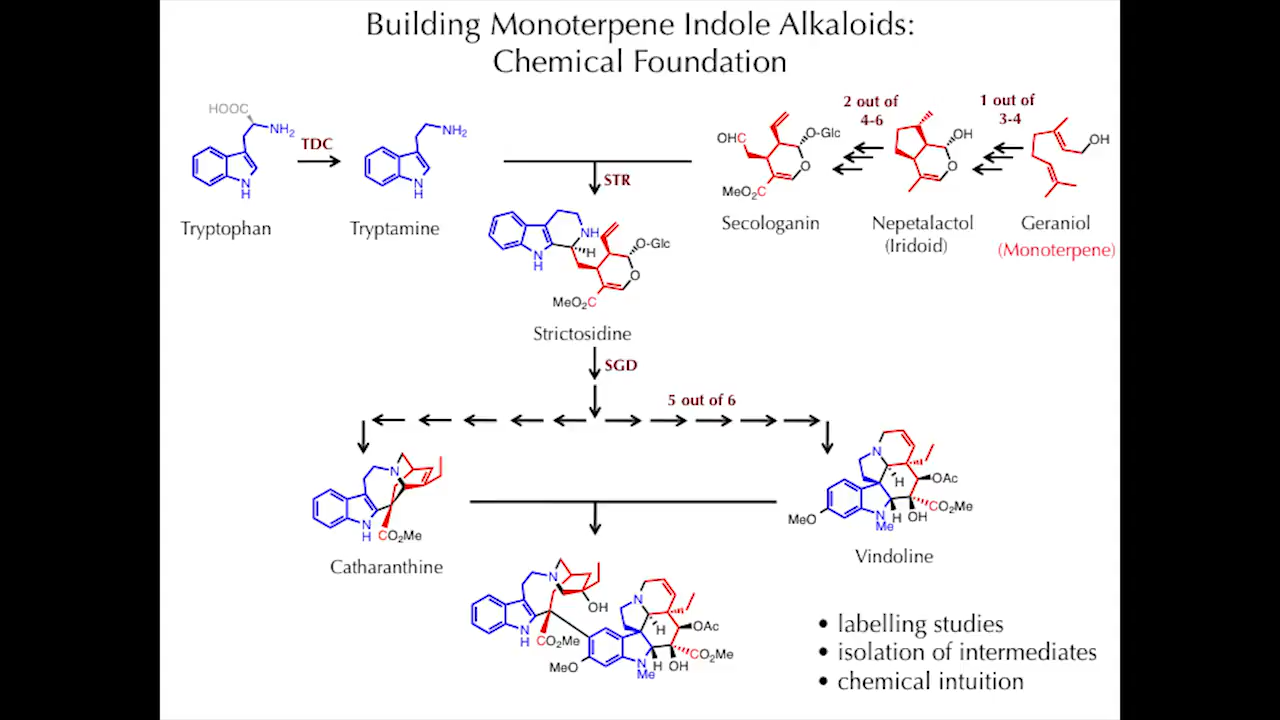 Building Monoterpene Indole Alkaloids:
Chemical Foundation
HOOC
NH2
N
H
Tryptophan
TDC
NH2
N
H
Tryptamine
STR
OHC
O-Glc
O
MeO2C
Secologanin
2 out of
4-6
OH
O
Nepetalactol
(Iridoid)
1 out of
3-4
OH
Geraniol
(Monoterpene)
NH
N
H
H
O-Glc
O
MeO2C
Strictosidine
SGD
5 out of 6
N
N
H
CO2Me
Catharanthine
N
H
OAc
CO2Me
MeO
N
Me
H
OH
Vindoline
N
OH
N
H
CO2Me
MeO
N
H
OAc
CO2Me
N
Me
H
OH
• labelling studies
• isolation of intermediates
• chemical intuition